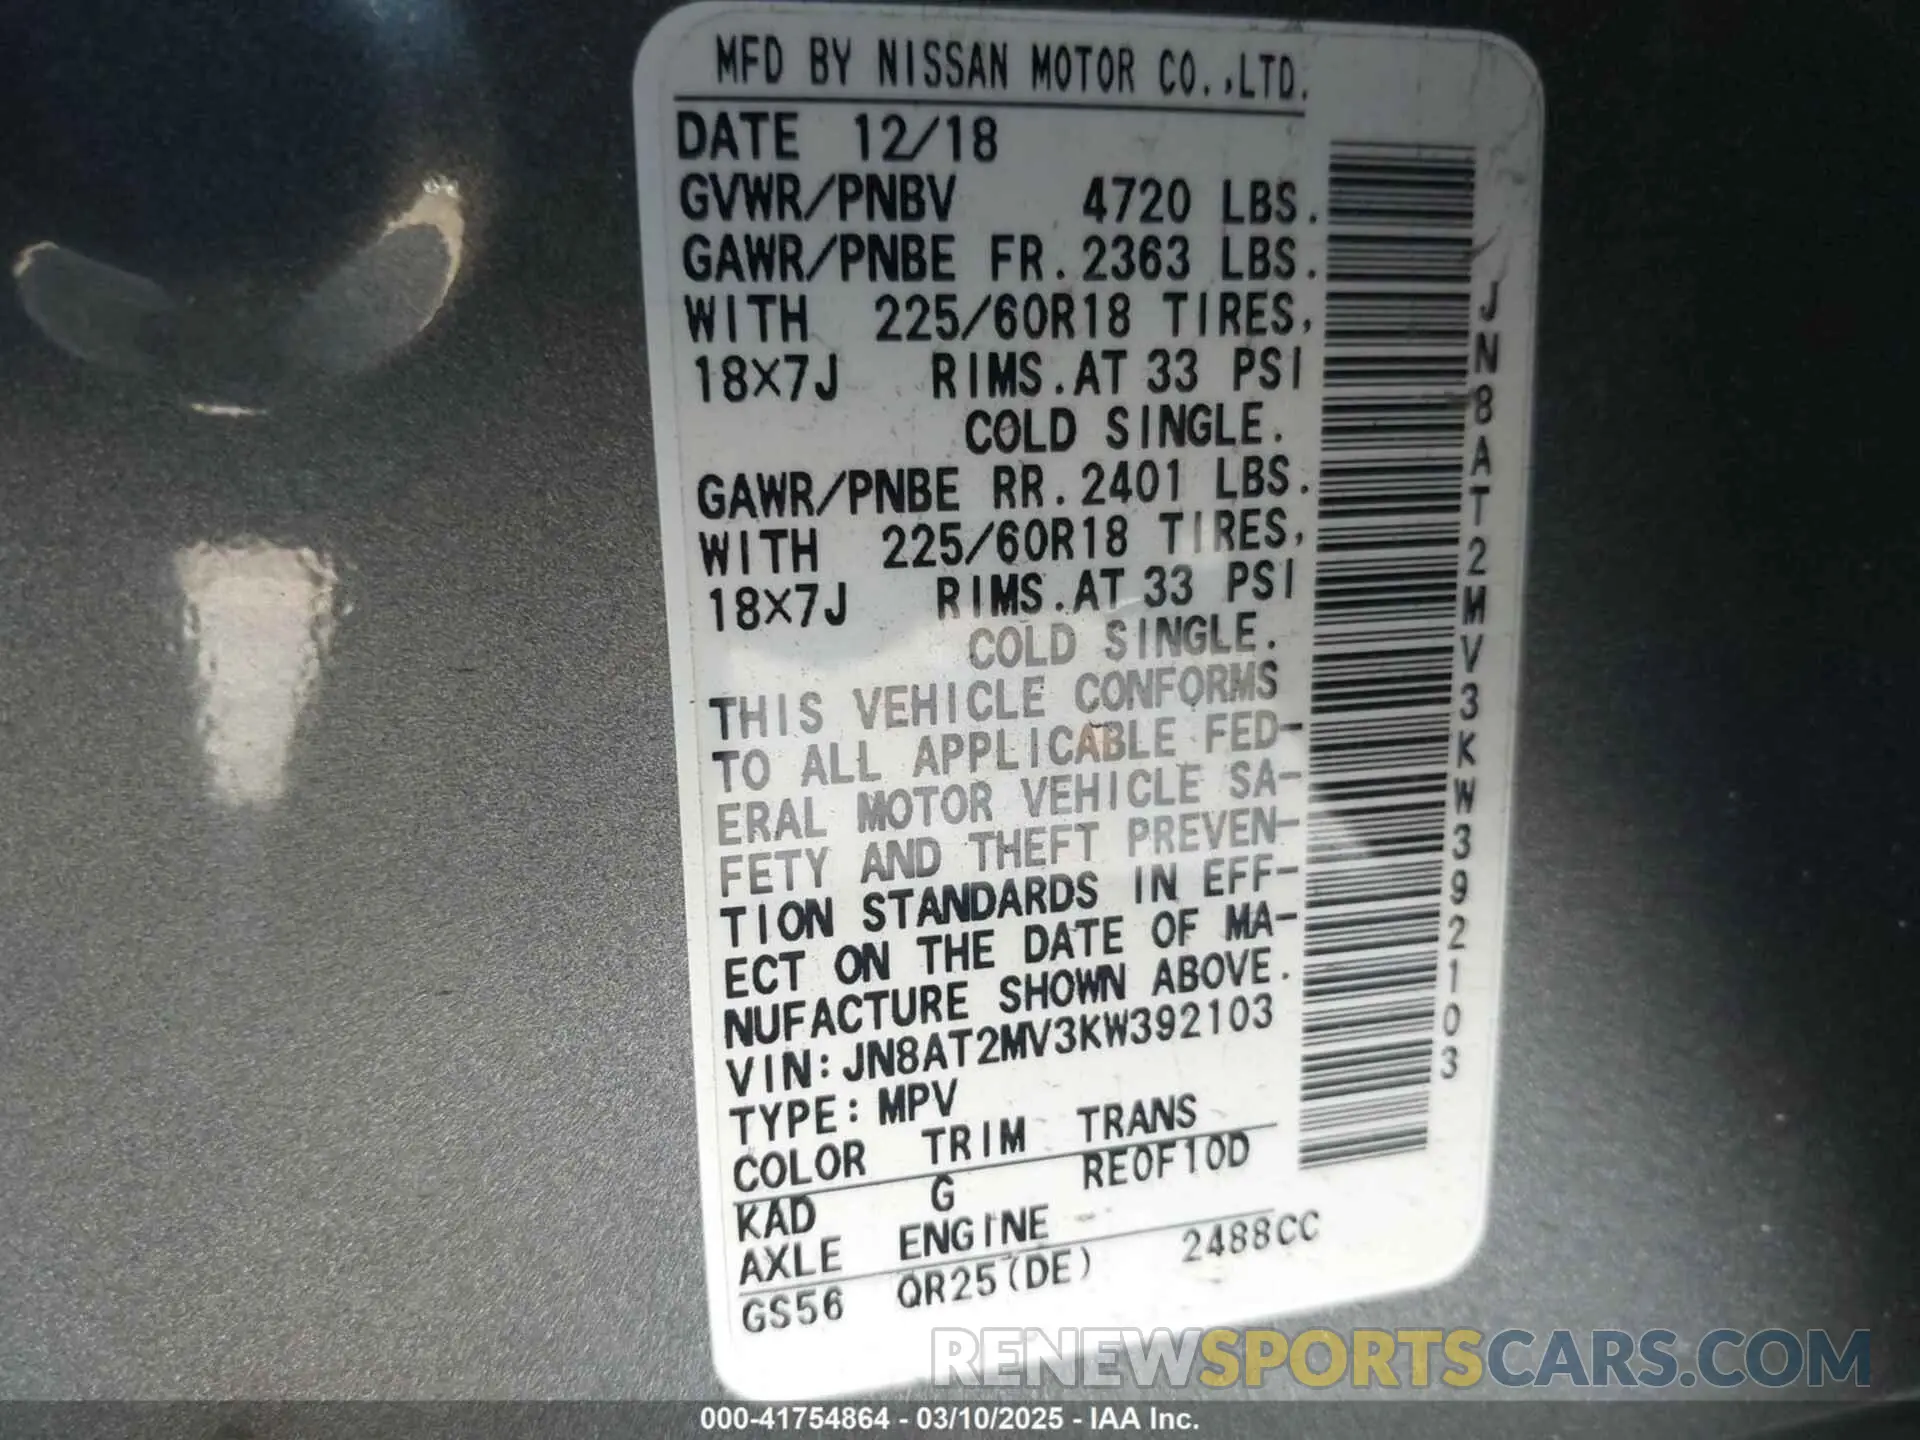 MFD BY NISSAN MOTOR CO.,LTD.
DATE 12/18
GVWR/PNBV 4720 LBS.
GAWR/PNBE FR.2363 LBS.
WITH 225/60R18 TIRES,
18X7J RIMS.AT 33 PSI
COLD SINGLE.
GAWR/PNBE RR.2401 LBS.
WITH 225/60R18 TIRES,
18X7J RIMS.AT 33 PSI
COLD SINGLE.
THIS VEHICLE CONFORMS
TO ALL APPLICABLE FED-
ERAL MOTOR VEHICLE SA-
FETY AND THEFT PREVEN-
TION STANDARDS IN EFF-
ECT ON THE DATE OF MA-
NUFACTURE SHOWN ABOVE.
VIN:JN8AT2MV3KW392103
TYPE:MPV
COLOR TRIM TRANS
KAD G RE0F10D
AXLE ENGINE
GS56 QR25(DE) 2488CC
JN8AT2MV3KW392103
RENEWSPORTSCARS.COM
000-41754864 - 03/10/2025 - IAA Inc.